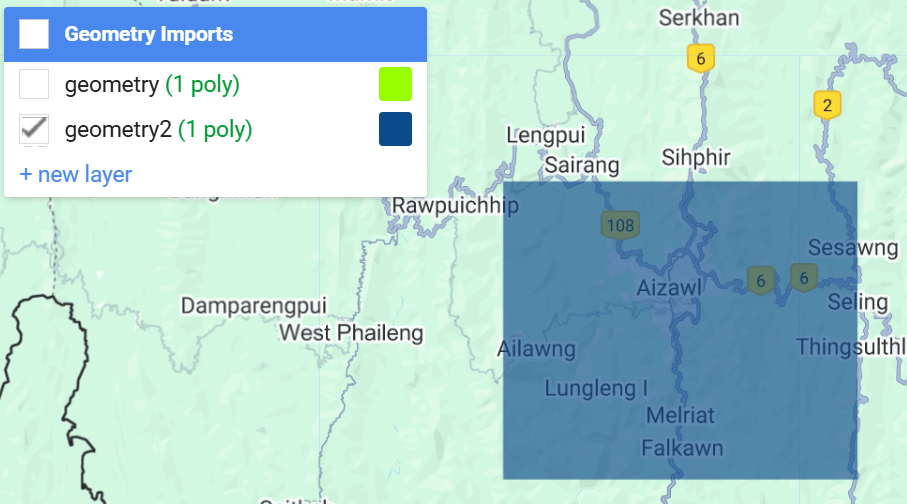 Serkhan
Geometry Imports
6
geometry (1 poly)
2
geometry2 (1 poly)
Lengpui
Sairang
Sihphir
+ new layer
Rawpuichhip
108
Sesawng
6
6
Aizawl
Seling
Damparengpui
West Phaileng
Ailawng
Thingsulthl
Lungleng I
Melriat
Falkawn